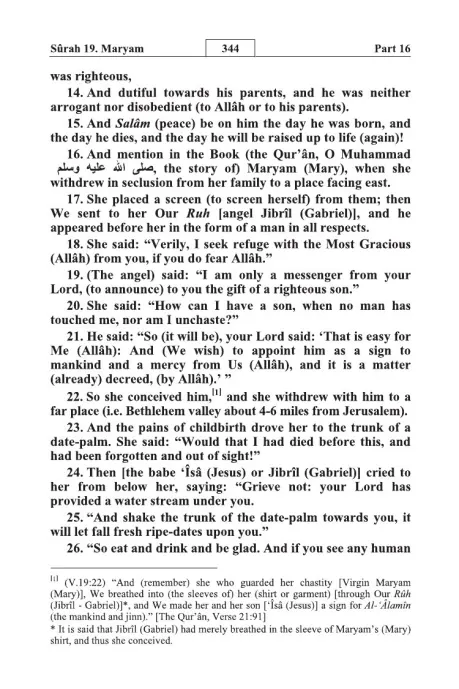 Sûrah 19. Maryam 344 Part 16
was righteous,
14. And dutiful towards his parents, and he was neither
arrogant nor disobedient (to Allâh or to his parents).
15. And Salâm (peace) be on him the day he was born, and
the day he dies, and the day he will be raised up to life (again)!
16. And mention in the Book (the Qur’ân, O Muhammad
صلى الله عليه وسلم, the story of) Maryam (Mary), when she
withdrew in seclusion from her family to a place facing east.
17. She placed a screen (to screen herself) from them; then
We sent to her Our Ruh [angel Jibrîl (Gabriel)], and he
appeared before her in the form of a man in all respects.
18. She said: “Verily, I seek refuge with the Most Gracious
(Allâh) from you, if you do fear Allâh.”
19. (The angel) said: “I am only a messenger from your
Lord, (to announce) to you the gift of a righteous son.”
20. She said: “How can I have a son, when no man has
touched me, nor am I unchaste?”
21. He said: “So (it will be), your Lord said: ‘That is easy for
Me (Allâh): And (We wish) to appoint him as a sign to
mankind and a mercy from Us (Allâh), and it is a matter
(already) decreed, (by Allâh).’ ”
22. So she conceived him,[1] and she withdrew with him to a
far place (i.e. Bethlehem valley about 4-6 miles from Jerusalem).
23. And the pains of childbirth drove her to the trunk of a
date-palm. She said: “Would that I had died before this, and
had been forgotten and out of sight!”
24. Then [the babe ‘Îsâ (Jesus) or Jibrîl (Gabriel)] cried to
her from below her, saying: “Grieve not: your Lord has
provided a water stream under you.
25. “And shake the trunk of the date-palm towards you, it
will let fall fresh ripe-dates upon you.”
26. “So eat and drink and be glad. And if you see any human
[1] (V.19:22) “And (remember) she who guarded her chastity [Virgin Maryam
(Mary)], We breathed into (the sleeves of) her (shirt or garment) [through Our Rûh
(Jibrîl - Gabriel)]*, and We made her and her son [‘Îsâ (Jesus)] a sign for Al-‘Âlamîn
(the mankind and jinn).” [The Qur’ân, Verse 21:91]
* It is said that Jibrîl (Gabriel) had merely breathed in the sleeve of Maryam’s (Mary)
shirt, and thus she conceived.